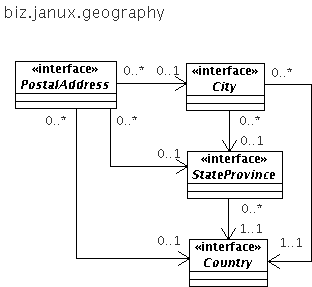 biz.janux.geography
«interface»
PostalAddress
0..* 0..1
«interface»
City
0..*
0..* 0..*
0..*
0..1
0..1
«interface»
StateProvince
0..*
1..1
0..1
1..1
«interface»
Country